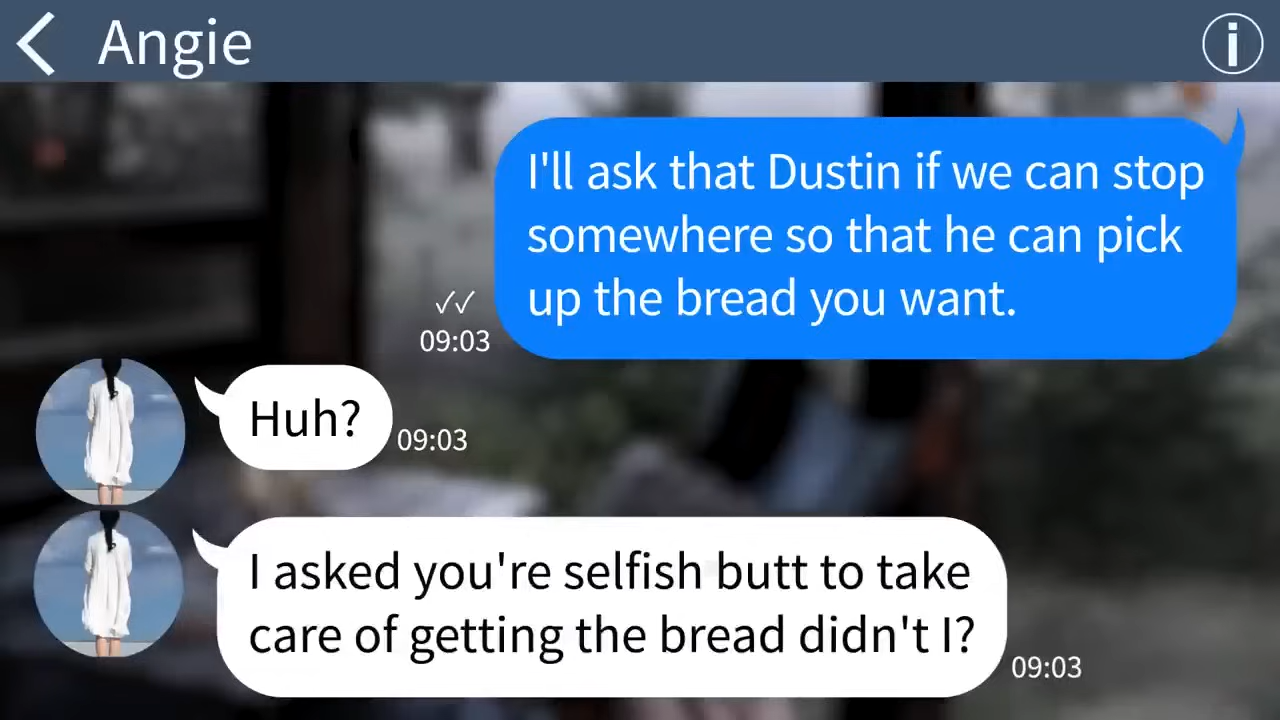 Angie
I'll ask that Dustin if we can stop
somewhere so that he can pick
up the bread you want.
09:03
Huh?
09:03
I asked you're selfish butt to take
care of getting the bread didn't I?
09:03